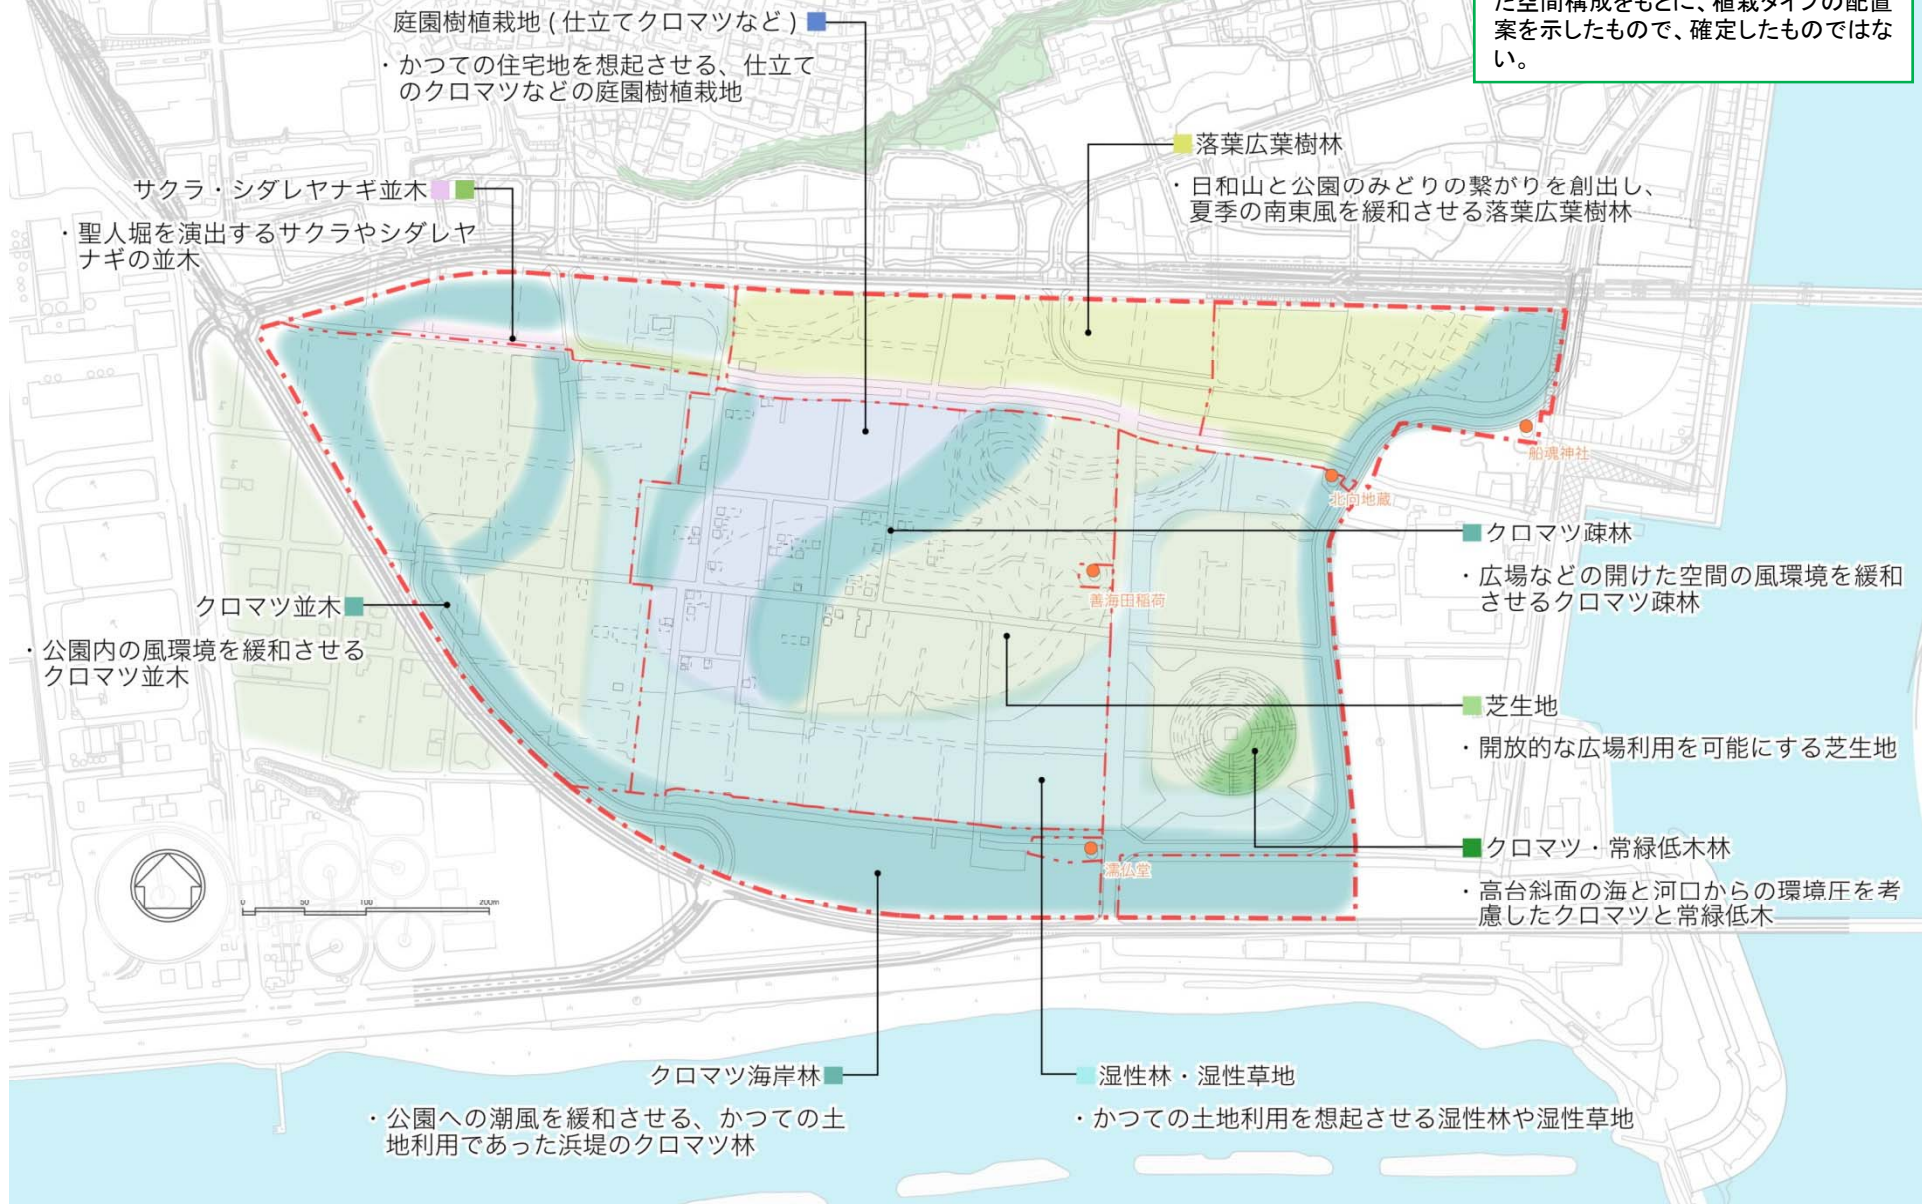 た空間構成をもとに、植栽タイプの配置
案を示したもので、確定したものではな
い。
庭園樹植栽地 ( 仕立てクロマツなど )
・かつての住宅地を想起させる、仕立て
のクロマツなどの庭園樹植栽地
落葉広葉樹林
・日和山と公園のみどりの繋がりを創出し、
夏季の南東風を緩和させる落葉広葉樹林
サクラ・シダレヤナギ並木
・聖人堀を演出するサクラやシダレヤ
ナギの並木
船魂神社
北向地蔵
クロマツ疎林
・広場などの開けた空間の風環境を緩和
させるクロマツ疎林
善海田稲荷
クロマツ並木
・公園内の風環境を緩和させる
クロマツ並木
芝生地
・開放的な広場利用を可能にする芝生地
クロマツ・常緑低木林
・高台斜面の海と河口からの環境圧を考
慮したクロマツと常緑低木
濡仏堂
0 50 100 200m
クロマツ海岸林
・公園への潮風を緩和させる、かつての土
地利用であった浜堤のクロマツ林
湿性林・湿性草地
・かつての土地利用を想起させる湿性林や湿性草地